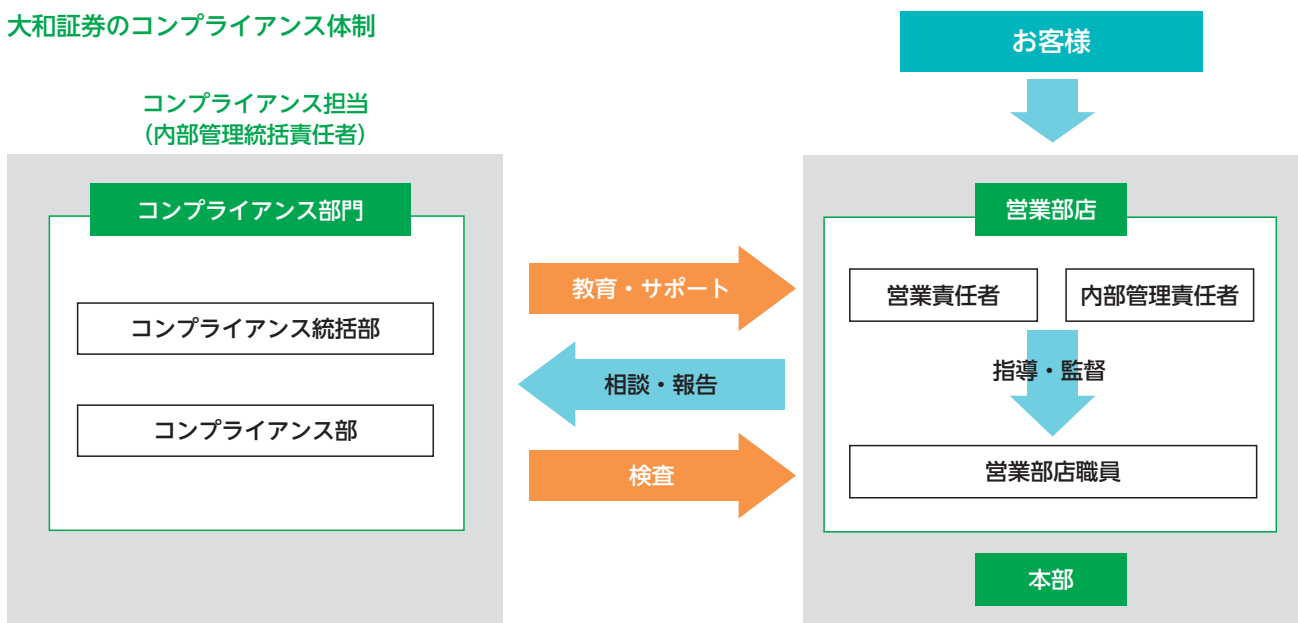 大和証券のコンプライアンス体制
お客様
コンプライアンス担当
（内部管理統括責任者）
コンプライアンス部門
コンプライアンス統括部
コンプライアンス部
教育・サポート
相談・報告
検査
営業部店
営業責任者
内部管理責任者
指導・監督
営業部店職員
本部